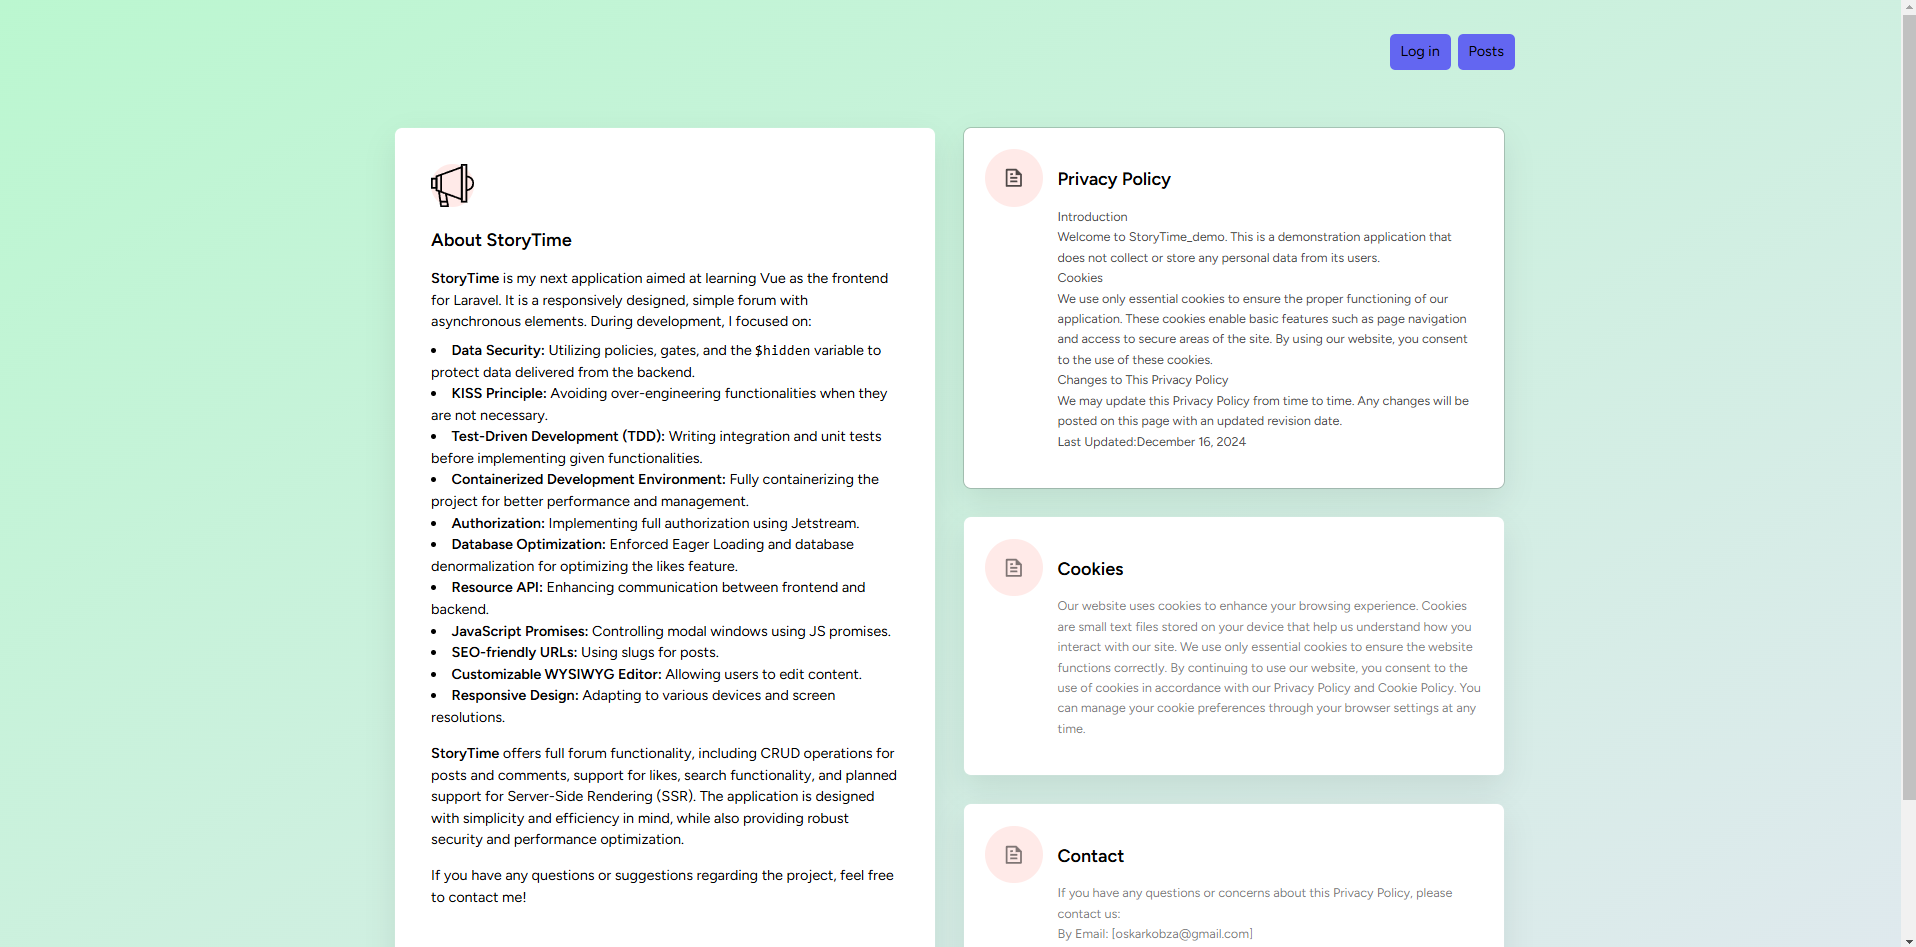 Log in
Posts
About StoryTime
StoryTime is my next application aimed at learning Vue as the frontend
for Laravel. It is a responsively designed, simple forum with
asynchronous elements. During development, I focused on:
• Data Security: Utilizing policies, gates, and the $hidden variable to
protect data delivered from the backend.
• KISS Principle: Avoiding over-engineering functionalities when they
are not necessary.
• Test-Driven Development (TDD): Writing integration and unit tests
before implementing given functionalities.
• Containerized Development Environment: Fully containerizing the
project for better performance and management.
• Authorization: Implementing full authorization using Jetstream.
• Database Optimization: Enforced Eager Loading and database
denormalization for optimizing the likes feature.
• Resource API: Enhancing communication between frontend and
backend.
• JavaScript Promises: Controlling modal windows using JS promises.
• SEO-friendly URLs: Using slugs for posts.
• Customizable WYSIWYG Editor: Allowing users to edit content.
• Responsive Design: Adapting to various devices and screen
resolutions.
StoryTime offers full forum functionality, including CRUD operations for
posts and comments, support for likes, search functionality, and planned
support for Server-Side Rendering (SSR). The application is designed
with simplicity and efficiency in mind, while also providing robust
security and performance optimization.
If you have any questions or suggestions regarding the project, feel free
to contact me!
Privacy Policy
Introduction
Welcome to StoryTime_demo. This is a demonstration application that
does not collect or store any personal data from its users.
Cookies
We use only essential cookies to ensure the proper functioning of our
application. These cookies enable basic features such as page navigation
and access to secure areas of the site. By using our website, you consent
to the use of these cookies.
Changes to This Privacy Policy
We may update this Privacy Policy from time to time. Any changes will be
posted on this page with an updated revision date.
Last Updated:December 16, 2024
Cookies
Our website uses cookies to enhance your browsing experience. Cookies
are small text files stored on your device that help us understand how you
interact with our site. We use only essential cookies to ensure the website
functions correctly. By continuing to use our website, you consent to the
use of cookies in accordance with our Privacy Policy and Cookie Policy. You
can manage your cookie preferences through your browser settings at any
time.
Contact
If you have any questions or concerns about this Privacy Policy, please
contact us:
By Email: [oskarkobza@gmail.com]